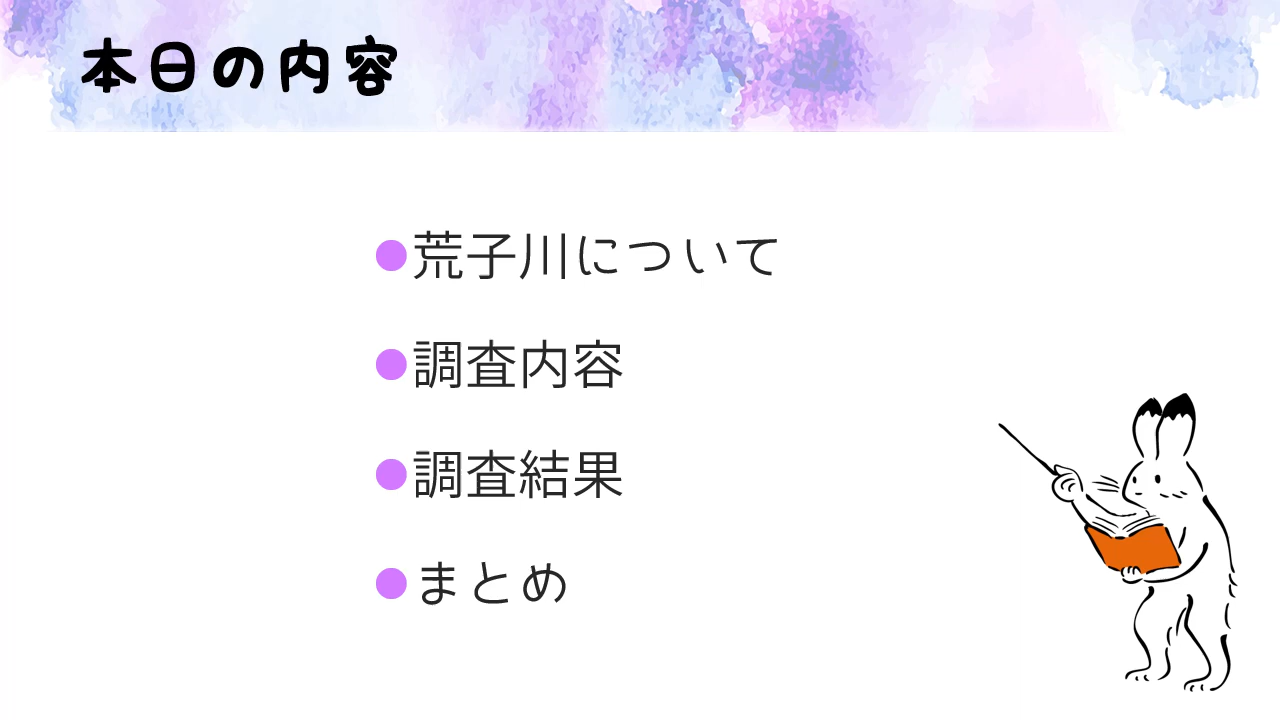 本日の内容
●荒子川について
●調査内容
●調査結果
●まとめ